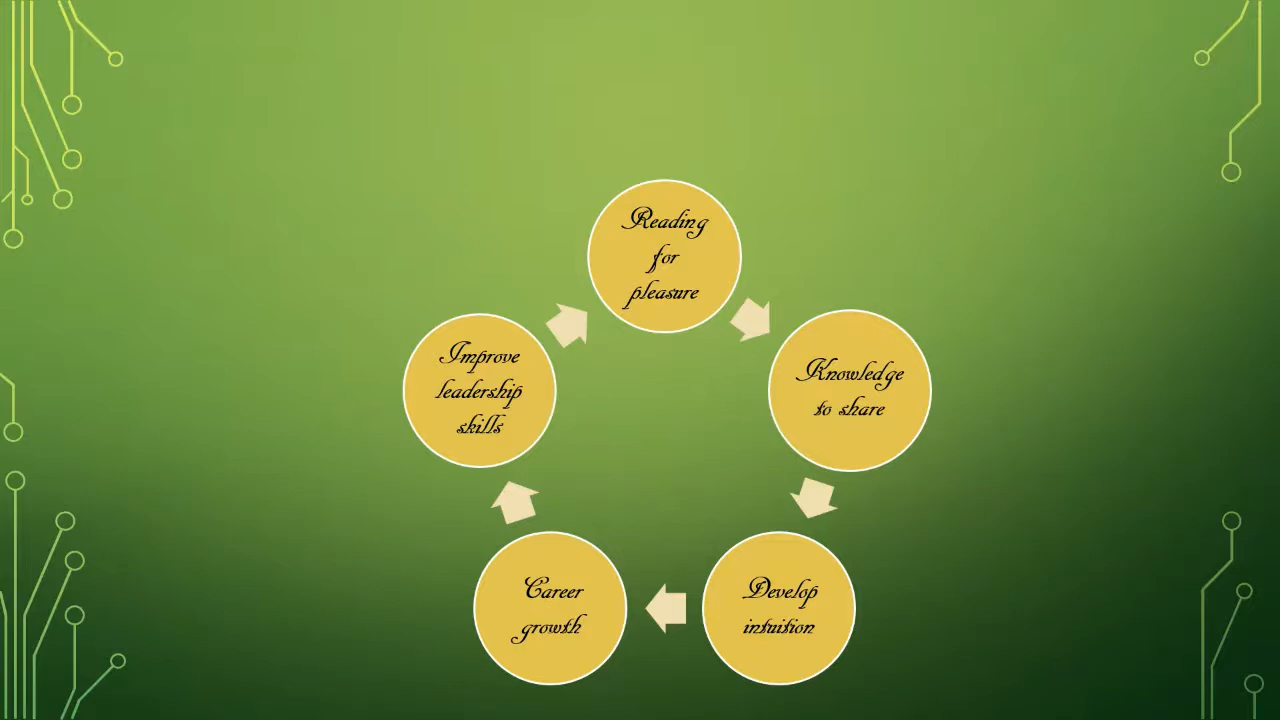 Reading
for
pleasure
Knowledge
to share
Develop
intuition
Career
growth
Improve
leadership
skills